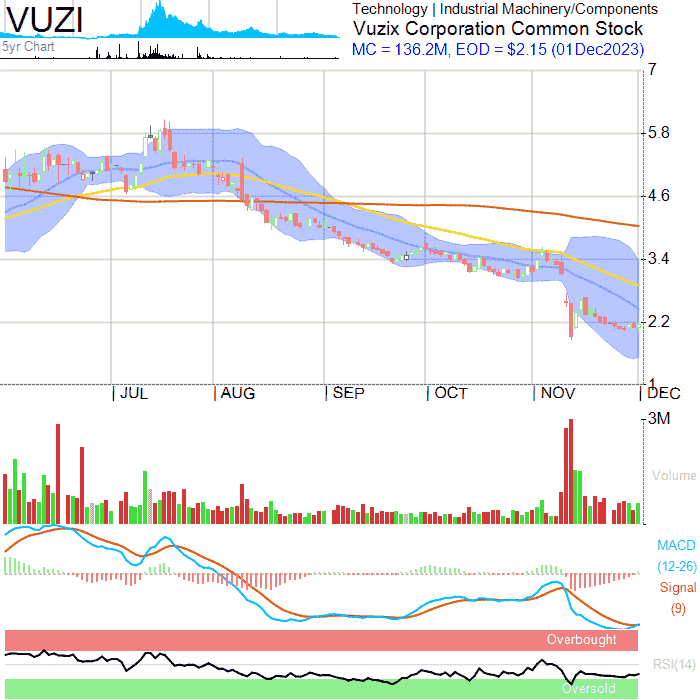 VUZI
5yr Chart
Technology | Industrial Machinery/Components
Vuzix Corporation Common Stock
MC = 136.2M, EOD = $2.15 (01Dec2023)
7
5.8
4.6
3.4
2.2
1
JUL
AUG
SEP
OCT
NOV
DEC
3M
Volume
MACD
(12-26)
Signal
(9)
Overbought
RSI(14)
Oversold